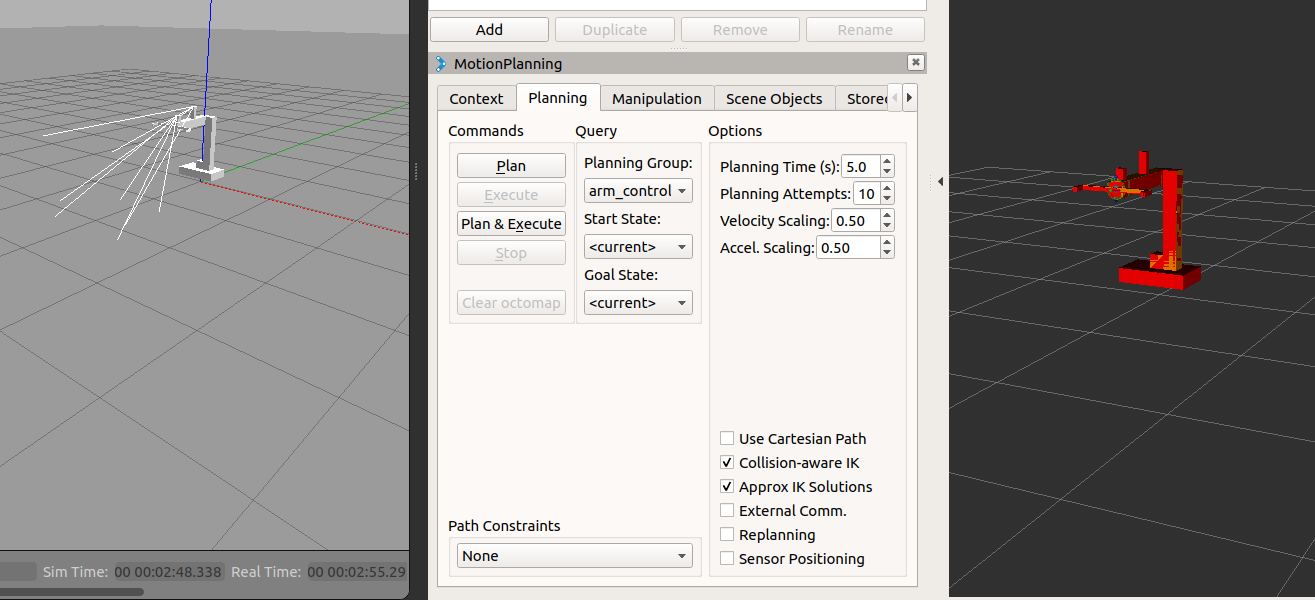 Add Duplicate Remove Rename
MotionPlanning
Context Planning Manipulation Scene Objects Store
Commands Query Options
Plan
Execute
Plan & Execute
Stop
Clear octomap
Planning Group:
arm_control
Start State:
<current>
Goal State:
<current>
Planning Time (s): 5.0
Planning Attempts: 10
Velocity Scaling: 0.50
Accel. Scaling: 0.50
Use Cartesian Path
Collision-aware IK
Approx IK Solutions
External Comm.
Replanning
Sensor Positioning
Path Constraints
None
Sim Time: 00 00:02:48.338 Real Time: 00 00:02:55.29